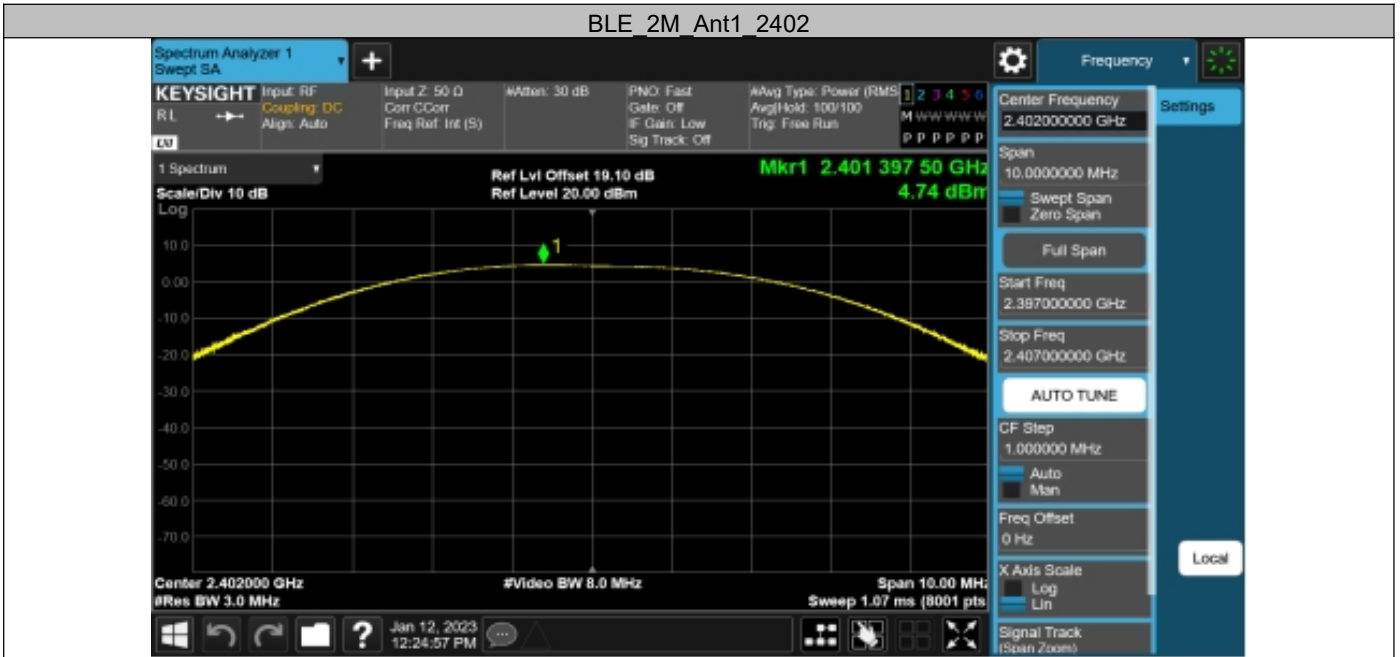 BLE_2M_Ant1_2402
Spectrum Analyzer 1
Swept SA
+
Frequency
KEYSIGHT
RL
LXI
Input: RF
Coupling: DC
Align: Auto
Input Z: 50 Ω
Corr CCorr
Freq Ref: Int (S)
#Atten: 30 dB
PNO: Fast
Gate: Off
IF Gain: Low
Sig Track: Off
#Avg Type: Power (RMS
Avg|Hold: 100/100
Trig: Free Run
1 2 3 4 5 6
M W W W W W
P P P P P P
1 Spectrum
Scale/Div 10 dB
Log
Ref Lvl Offset 19.10 dB
Ref Level 20.00 dBm
Mkr1 2.401 397 50 GHz
4.74 dBm
1
10.0
0.00
-10.0
-20.0
-30.0
-40.0
-50.0
-60.0
-70.0
Center 2.402000 GHz
#Res BW 3.0 MHz
#Video BW 8.0 MHz
Span 10.00 MHz
Sweep 1.07 ms (8001 pts
?
Jan 12, 2023
12:24:57 PM
Center Frequency
2.402000000 GHz
Span
10.0000000 MHz
Swept Span
Zero Span
Full Span
Start Freq
2.397000000 GHz
Stop Freq
2.407000000 GHz
AUTO TUNE
CF Step
1.000000 MHz
Auto
Man
Freq Offset
0 Hz
X Axis Scale
Log
Lin
Signal Track
(Span Zoom)
Settings
Local